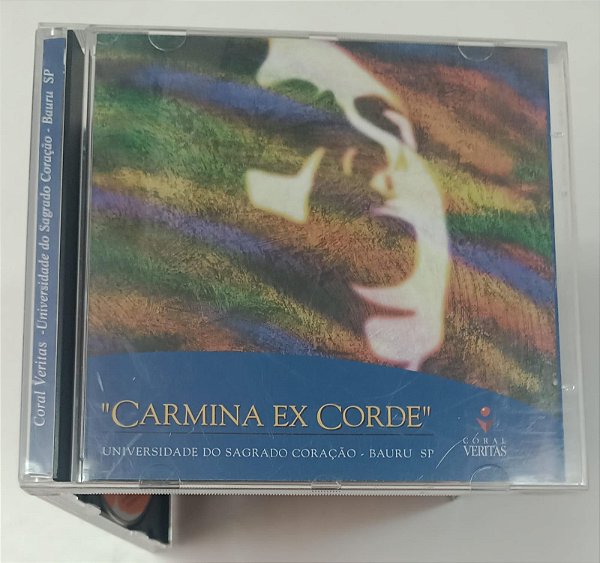 Coral Veritas - Universidade do Sagrado Coração - Bauru SP
"CARMINA EX CORDE"
UNIVERSIDADE DO SAGRADO CORAÇÃO - BAURU SP
CORAL
VERITAS